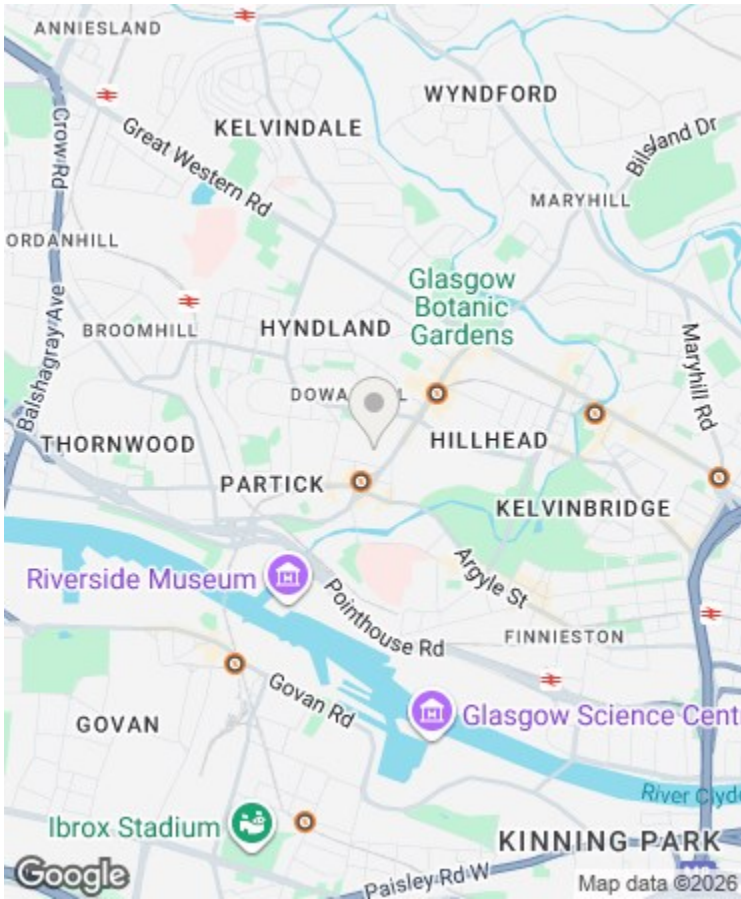 ANNIESLAND
WYNDFORD
Crow Rd
KELVINDALE
Bilsland Dr
Great Western Rd
MARYHILL
ORDANHILL
Glasgow
Botanic
Gardens
BROOMHILL
HYNDLAND
Maryhill Rd
Balshagray Ave
DOWA L
THORNWOOD
HILLHEAD
PARTICK
KELVINBRIDGE
Riverside Museum
Argyle St
Pointhouse Rd
FINNIESTON
Govan Rd
GOVAN
Glasgow Science Cent
River Clyde
Ibrox Stadium
KINNING PARK
Paisley Rd W
Google
Map data ©2026